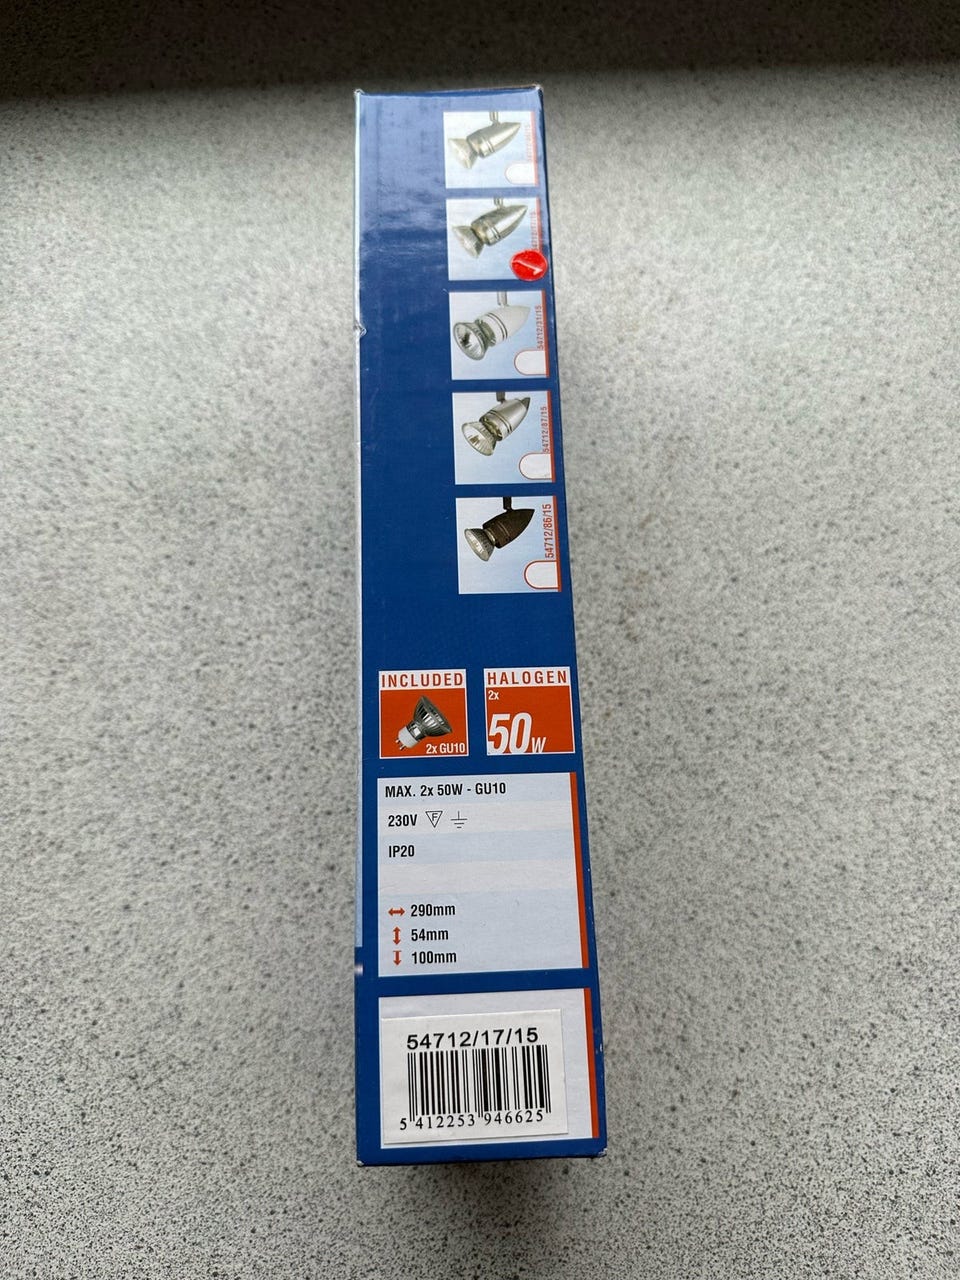 54712/31/15
54712/87/15
54712/86/15
INCLUDED
2x GU10
HALOGEN
2x
50W
MAX. 2x 50W - GU10
230V F
IP20
290mm
54mm
100mm
54712/17/15
5 412253 946625